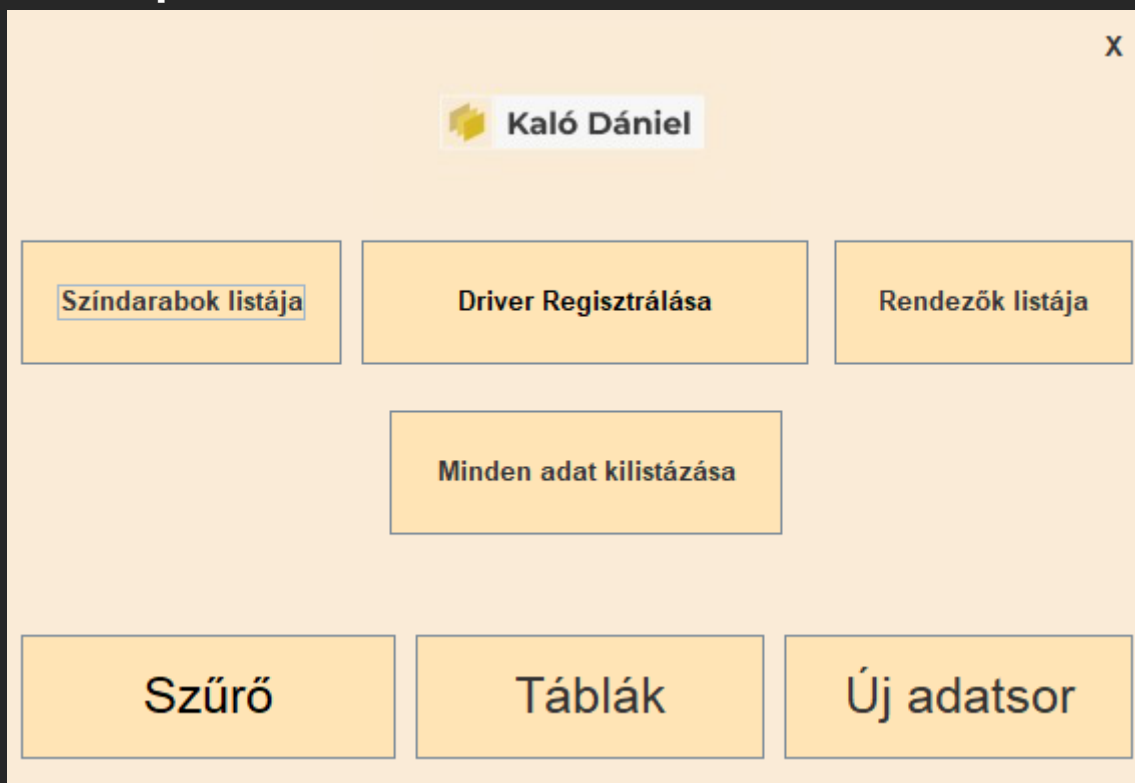 X
Kaló Dániel
Színdarabok listája
Driver Regisztrálása
Rendezők listája
Minden adat kilistázása
Szűrő
Táblák
Új adatsor